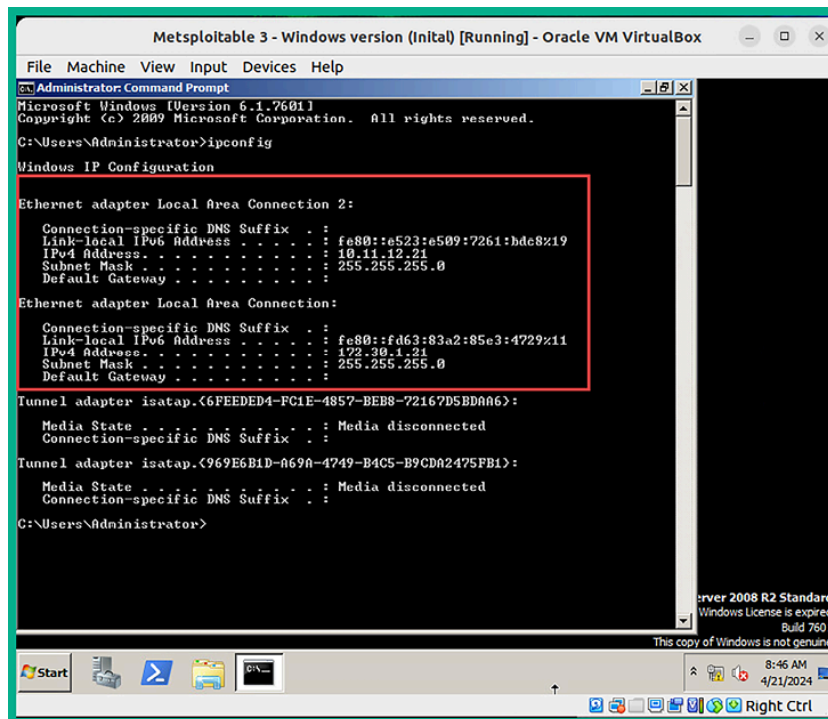 Metsploitable 3 - Windows version (Inital) [Running] - Oracle VM VirtualBox
File Machine View Input Devices Help
Administrator: Command Prompt
Microsoft Windows [Version 6.1.7601]
Copyright (c) 2009 Microsoft Corporation. All rights reserved.
C:\Users\Administrator>ipconfig
Windows IP Configuration
Ethernet adapter Local Area Connection 2:
Connection-specific DNS Suffix . :
Link-local IPv6 Address . . . . . : fe80::e523:e509:7261:bdc8%19
IPv4 Address. . . . . . . . . . . : 10.11.12.21
Subnet Mask . . . . . . . . . . . : 255.255.255.0
Default Gateway . . . . . . . . . :
Ethernet adapter Local Area Connection:
Connection-specific DNS Suffix . :
Link-local IPv6 Address . . . . . : fe80::fd63:83a2:85e3:4729%11
IPv4 Address. . . . . . . . . . . : 172.30.1.21
Subnet Mask . . . . . . . . . . . : 255.255.255.0
Default Gateway . . . . . . . . . :
Tunnel adapter isatap.{6FEEDED4-FC1E-4857-BEB8-72167D5BDAA6}:
Media State . . . . . . . . . . . : Media disconnected
Connection-specific DNS Suffix . :
Tunnel adapter isatap.{969E6B1D-A69A-4749-B4C5-B9CDA2475FB1}:
Media State . . . . . . . . . . . : Media disconnected
Connection-specific DNS Suffix . :
C:\Users\Administrator>
erver 2008 R2 Standard
Windows License is expired
Build 760
This copy of Windows is not genuine
Start
C:\_
8:46 AM
4/21/2024
Right Ctrl